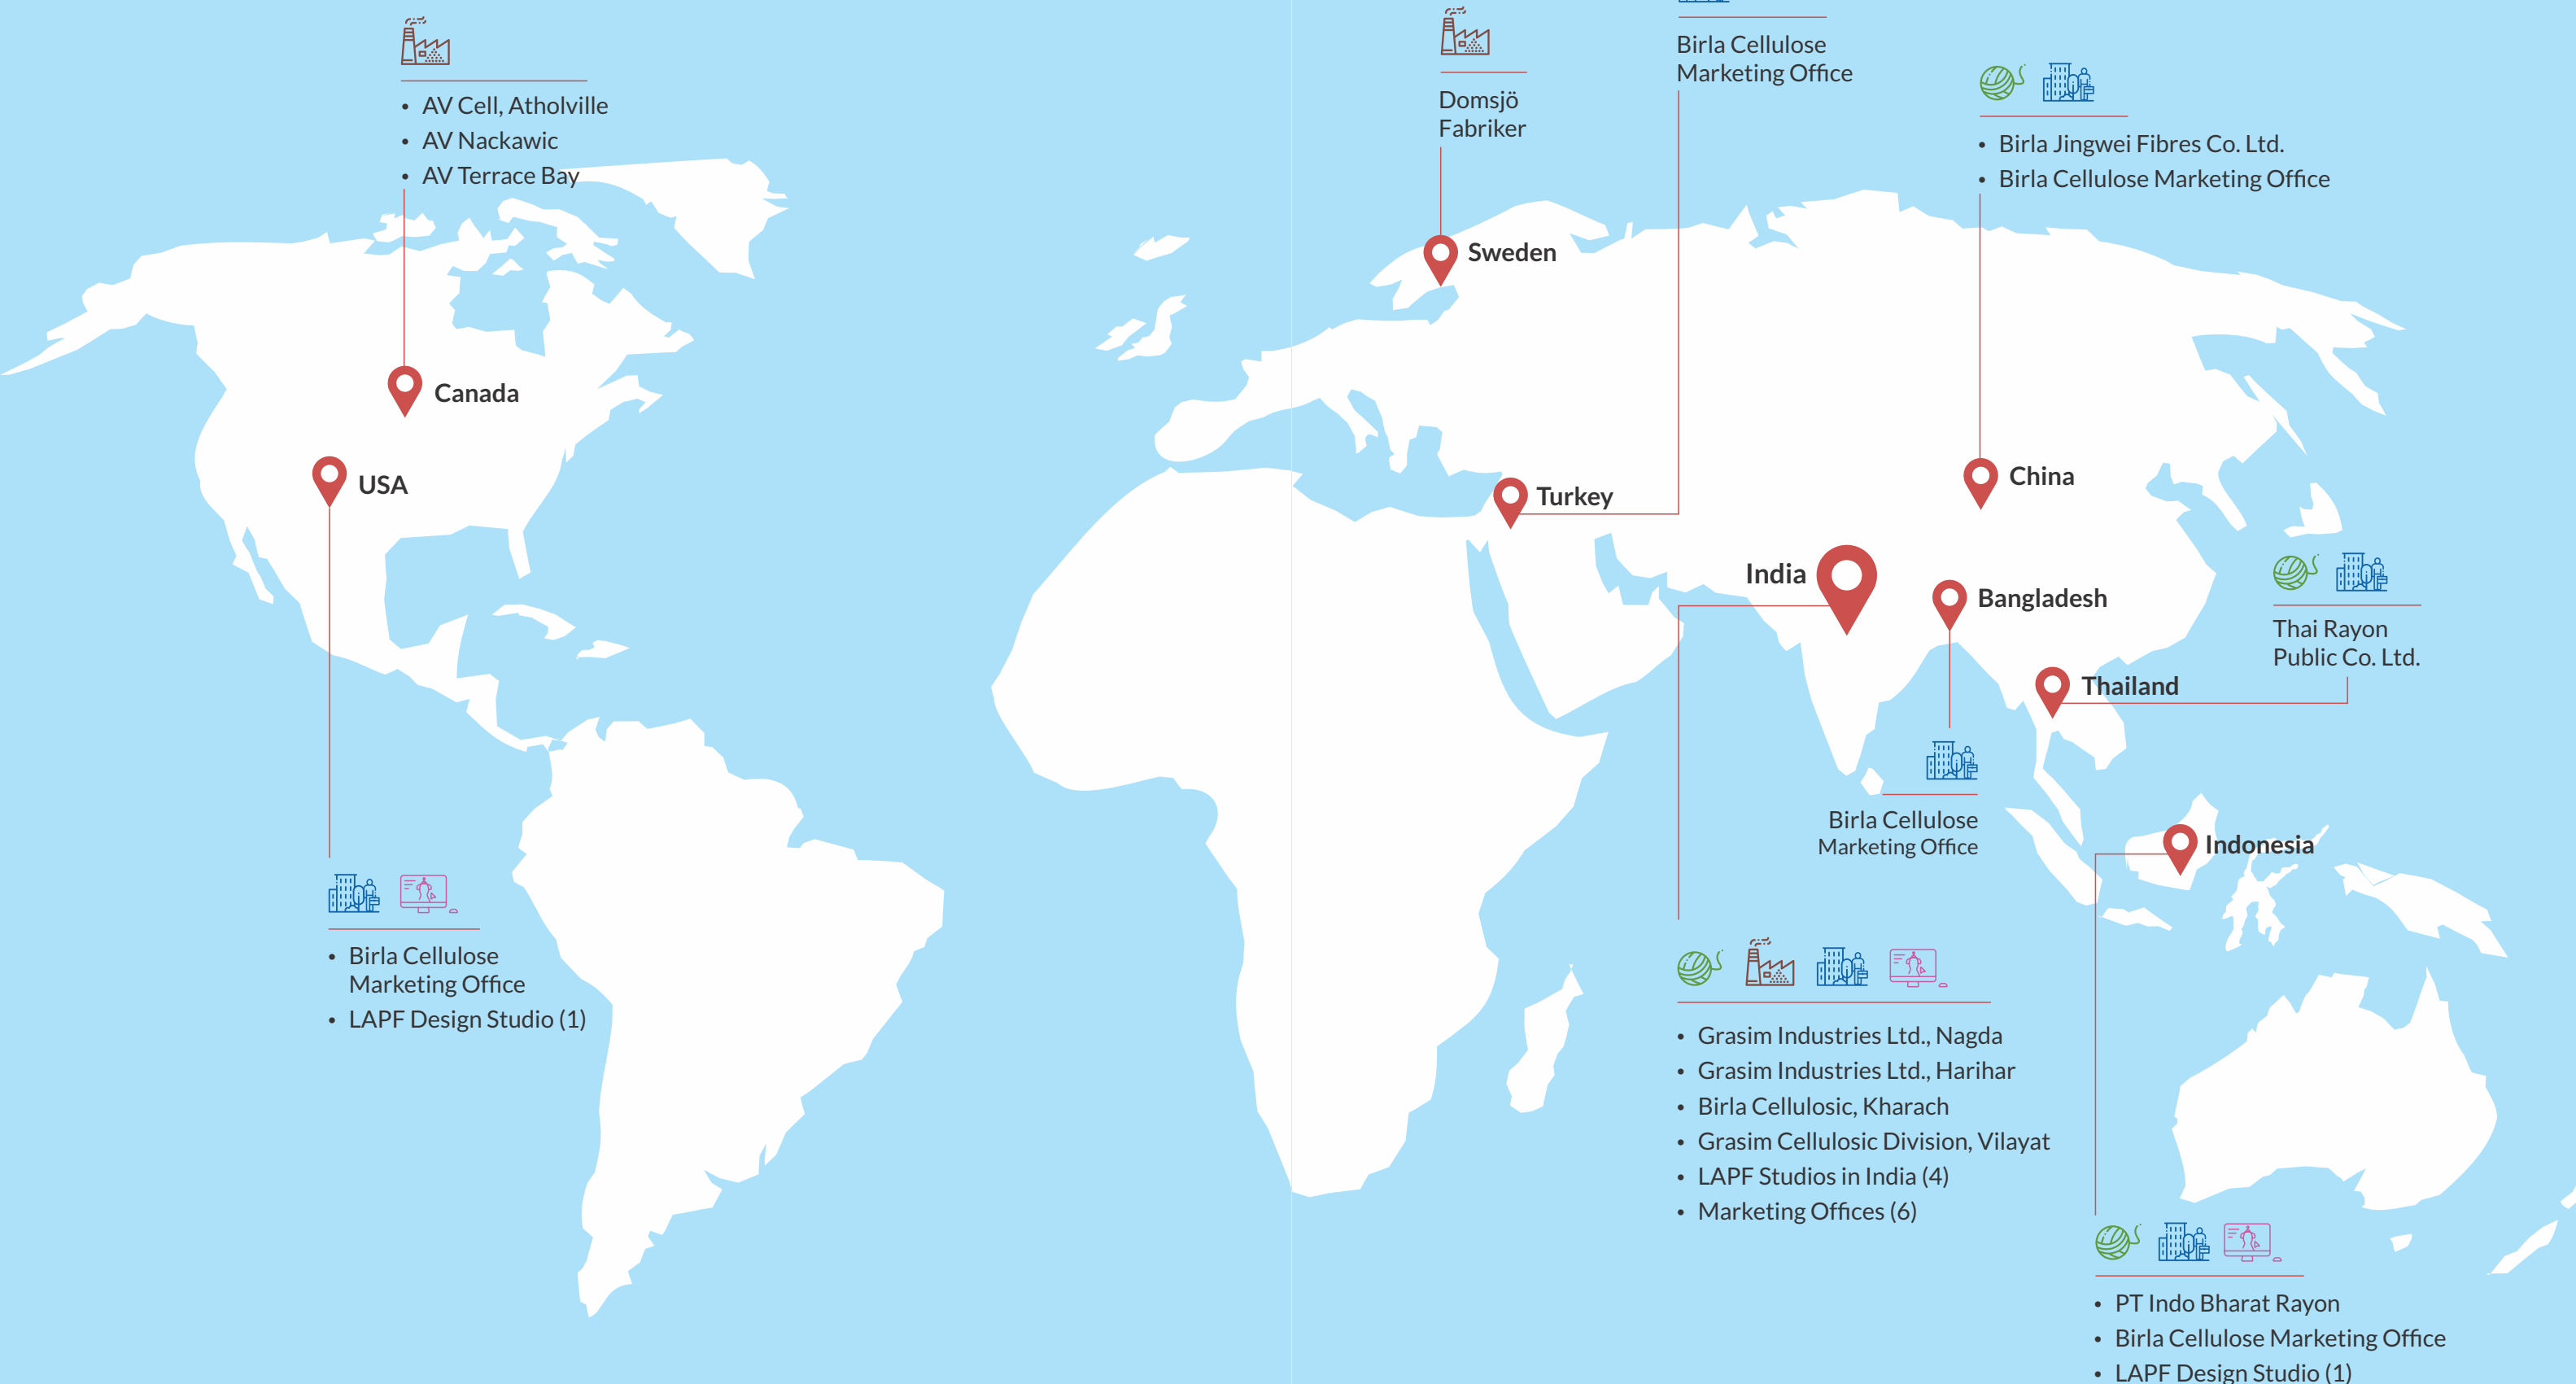 AV Cell, Atholville
AV Nackawic
AV Terrace Bay
Canada
USA
Birla Cellulose
Marketing Office
LAPF Design Studio (1)
Domsjö
Fabriker
Sweden
Birla Cellulose
Marketing Office
Turkey
Birla Jingwei Fibres Co. Ltd.
Birla Cellulose Marketing Office
China
India
Grasim Industries Ltd., Nagda
Grasim Industries Ltd., Harihar
Birla Cellulosic, Kharach
Grasim Cellulosic Division, Vilayat
LAPF Studios in India (4)
Marketing Offices (6)
Bangladesh
Birla Cellulose
Marketing Office
Thai Rayon
Public Co. Ltd.
Thailand
Indonesia
PT Indo Bharat Rayon
Birla Cellulose Marketing Office
LAPF Design Studio (1)